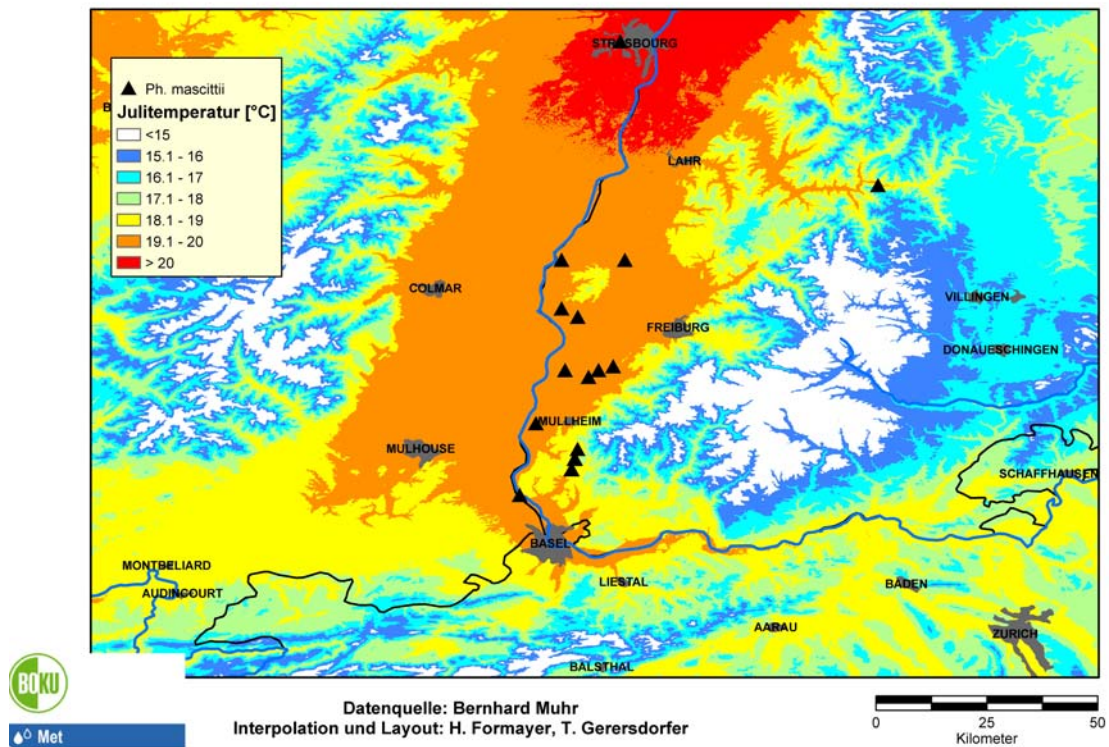 STRASBOURG
B
▲ Ph. mascittii
Julitemperatur [°C]
<15
15.1 - 16
16.1 - 17
17.1 - 18
18.1 - 19
19.1 - 20
> 20
LAHR
COLMAR
VILLINGEN
FREIBURG
DONAUESCHINGEN
MULLHEIM
MULHOUSE
SCHAFFHAUSEN
BASEL
MONTBELIARD
LIESTAL
BADEN
AUDINCOURT
AARAU
ZURICH
BALSTHAL
BOKU
Met
Datenquelle: Bernhard Muhr
Interpolation und Layout: H. Formayer, T. Gerersdorfer
0 25 50
Kilometer